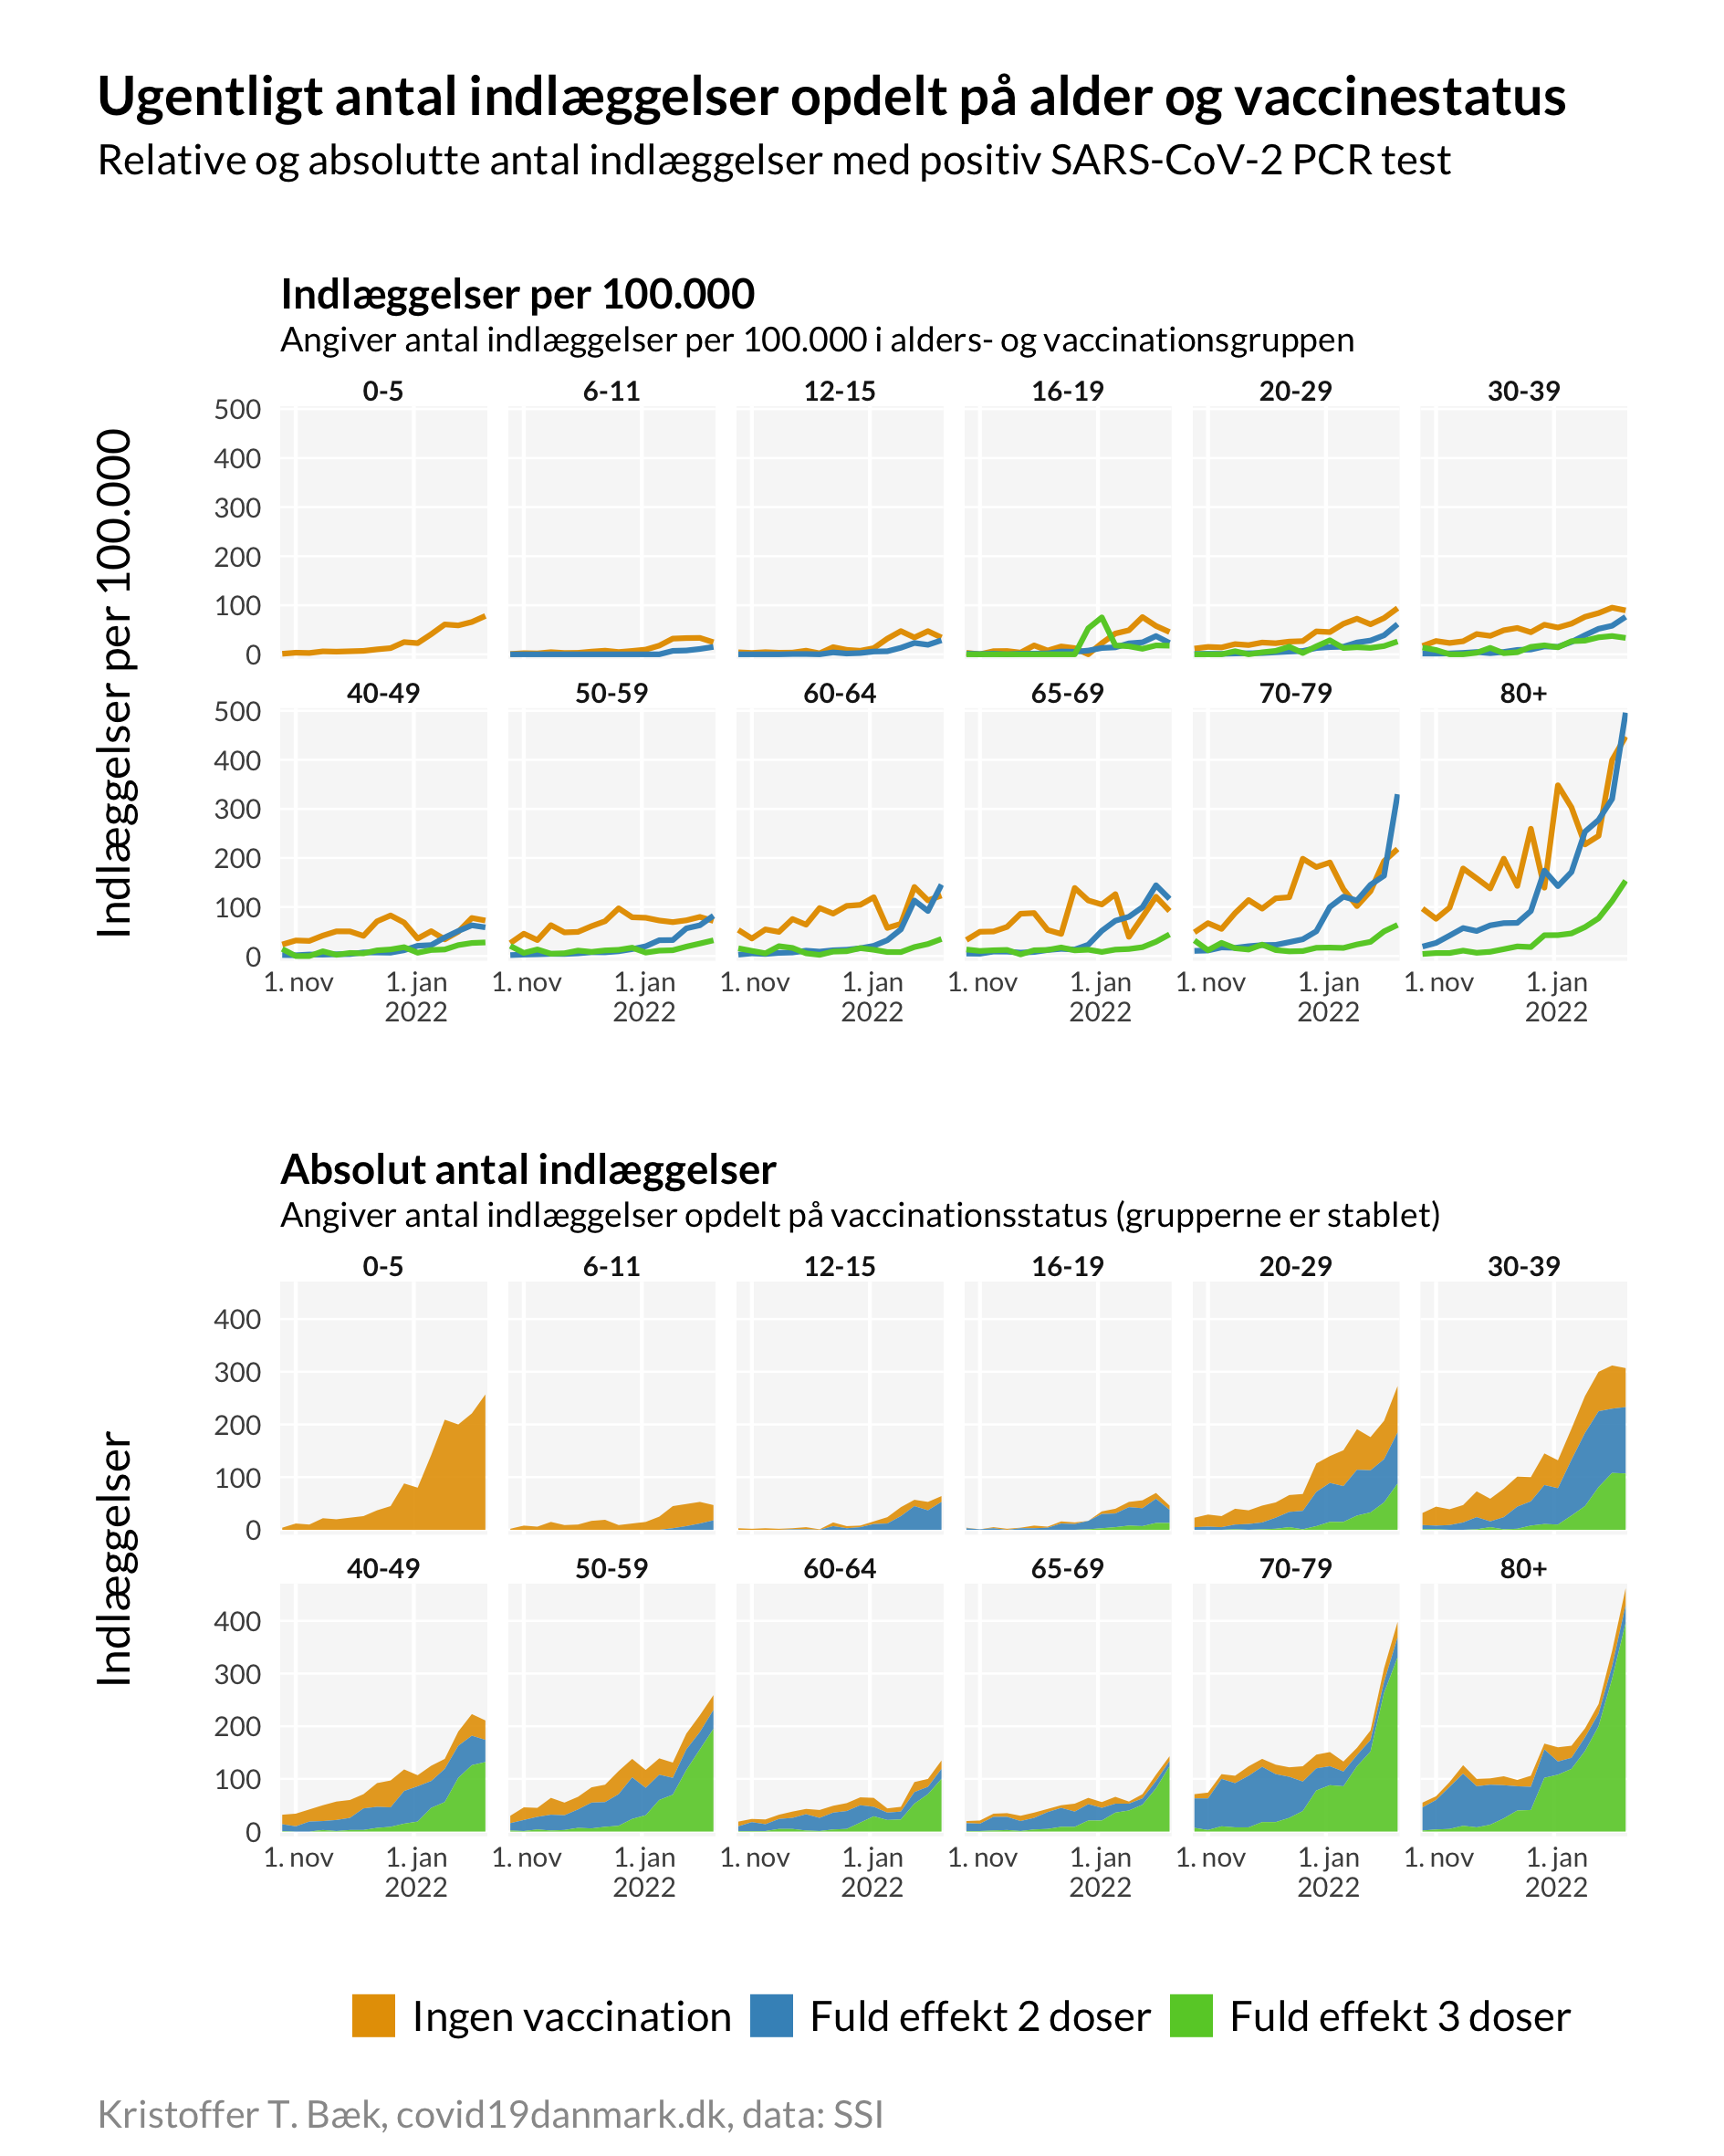 Ugentligt antal indlæggelser opdelt på alder og vaccinestatus
Relative og absolutte antal indlæggelser med positiv SARS-CoV-2 PCR test
Indlæggelser per 100.000
Angiver antal indlæggelser per 100.000 i alders- og vaccinationsgruppen
Indlæggelser per 100.000
0-5 6-11 12-15 16-19 20-29 30-39
500
400
300
200
100
0
40-49 50-59 60-64 65-69 70-79 80+
500
400
300
200
100
0
1. nov 1. jan 1. nov 1. jan 1. nov 1. jan 1. nov 1. jan 1. nov 1. jan 1. nov 1. jan
2022 2022 2022 2022 2022 2022
Absolut antal indlæggelser
Angiver antal indlæggelser opdelt på vaccinationsstatus (grupperne er stablet)
Indlæggelser
0-5 6-11 12-15 16-19 20-29 30-39
400
300
200
100
0
40-49 50-59 60-64 65-69 70-79 80+
400
300
200
100
0
1. nov 1. jan 1. nov 1. jan 1. nov 1. jan 1. nov 1. jan 1. nov 1. jan 1. nov 1. jan
2022 2022 2022 2022 2022 2022
Ingen vaccination Fuld effekt 2 doser Fuld effekt 3 doser
Kristoffer T. Bæk, covid19danmark.dk, data: SSI